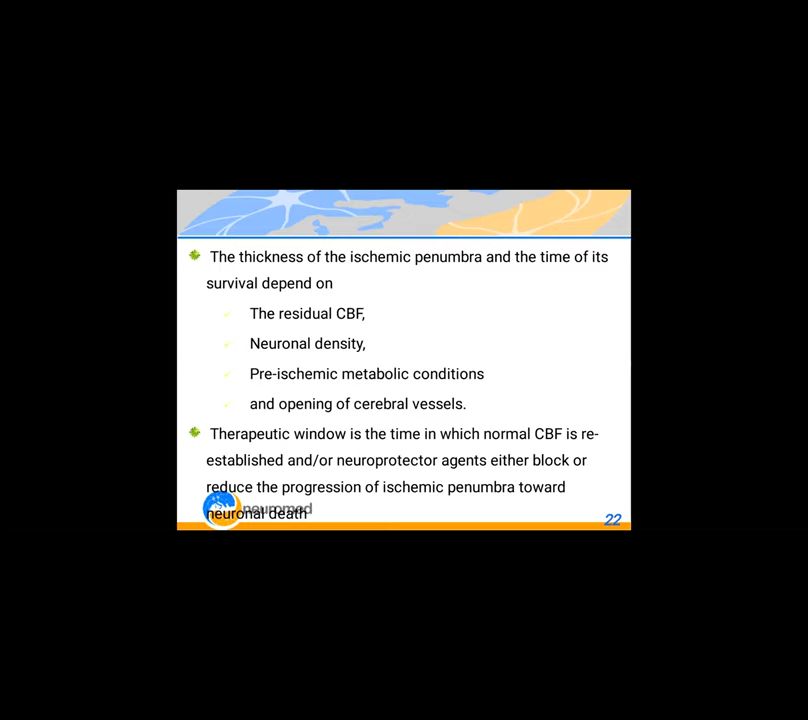 The thickness of the ischemic penumbra and the time of its
survival depend on
The residual CBF,
Neuronal density,
Pre-ischemic metabolic conditions
and opening of cerebral vessels.
Therapeutic window is the time in which normal CBF is re-
established and/or neuroprotector agents either block or
reduce the progression of ischemic penumbra toward
neuronal death
neuromed
22